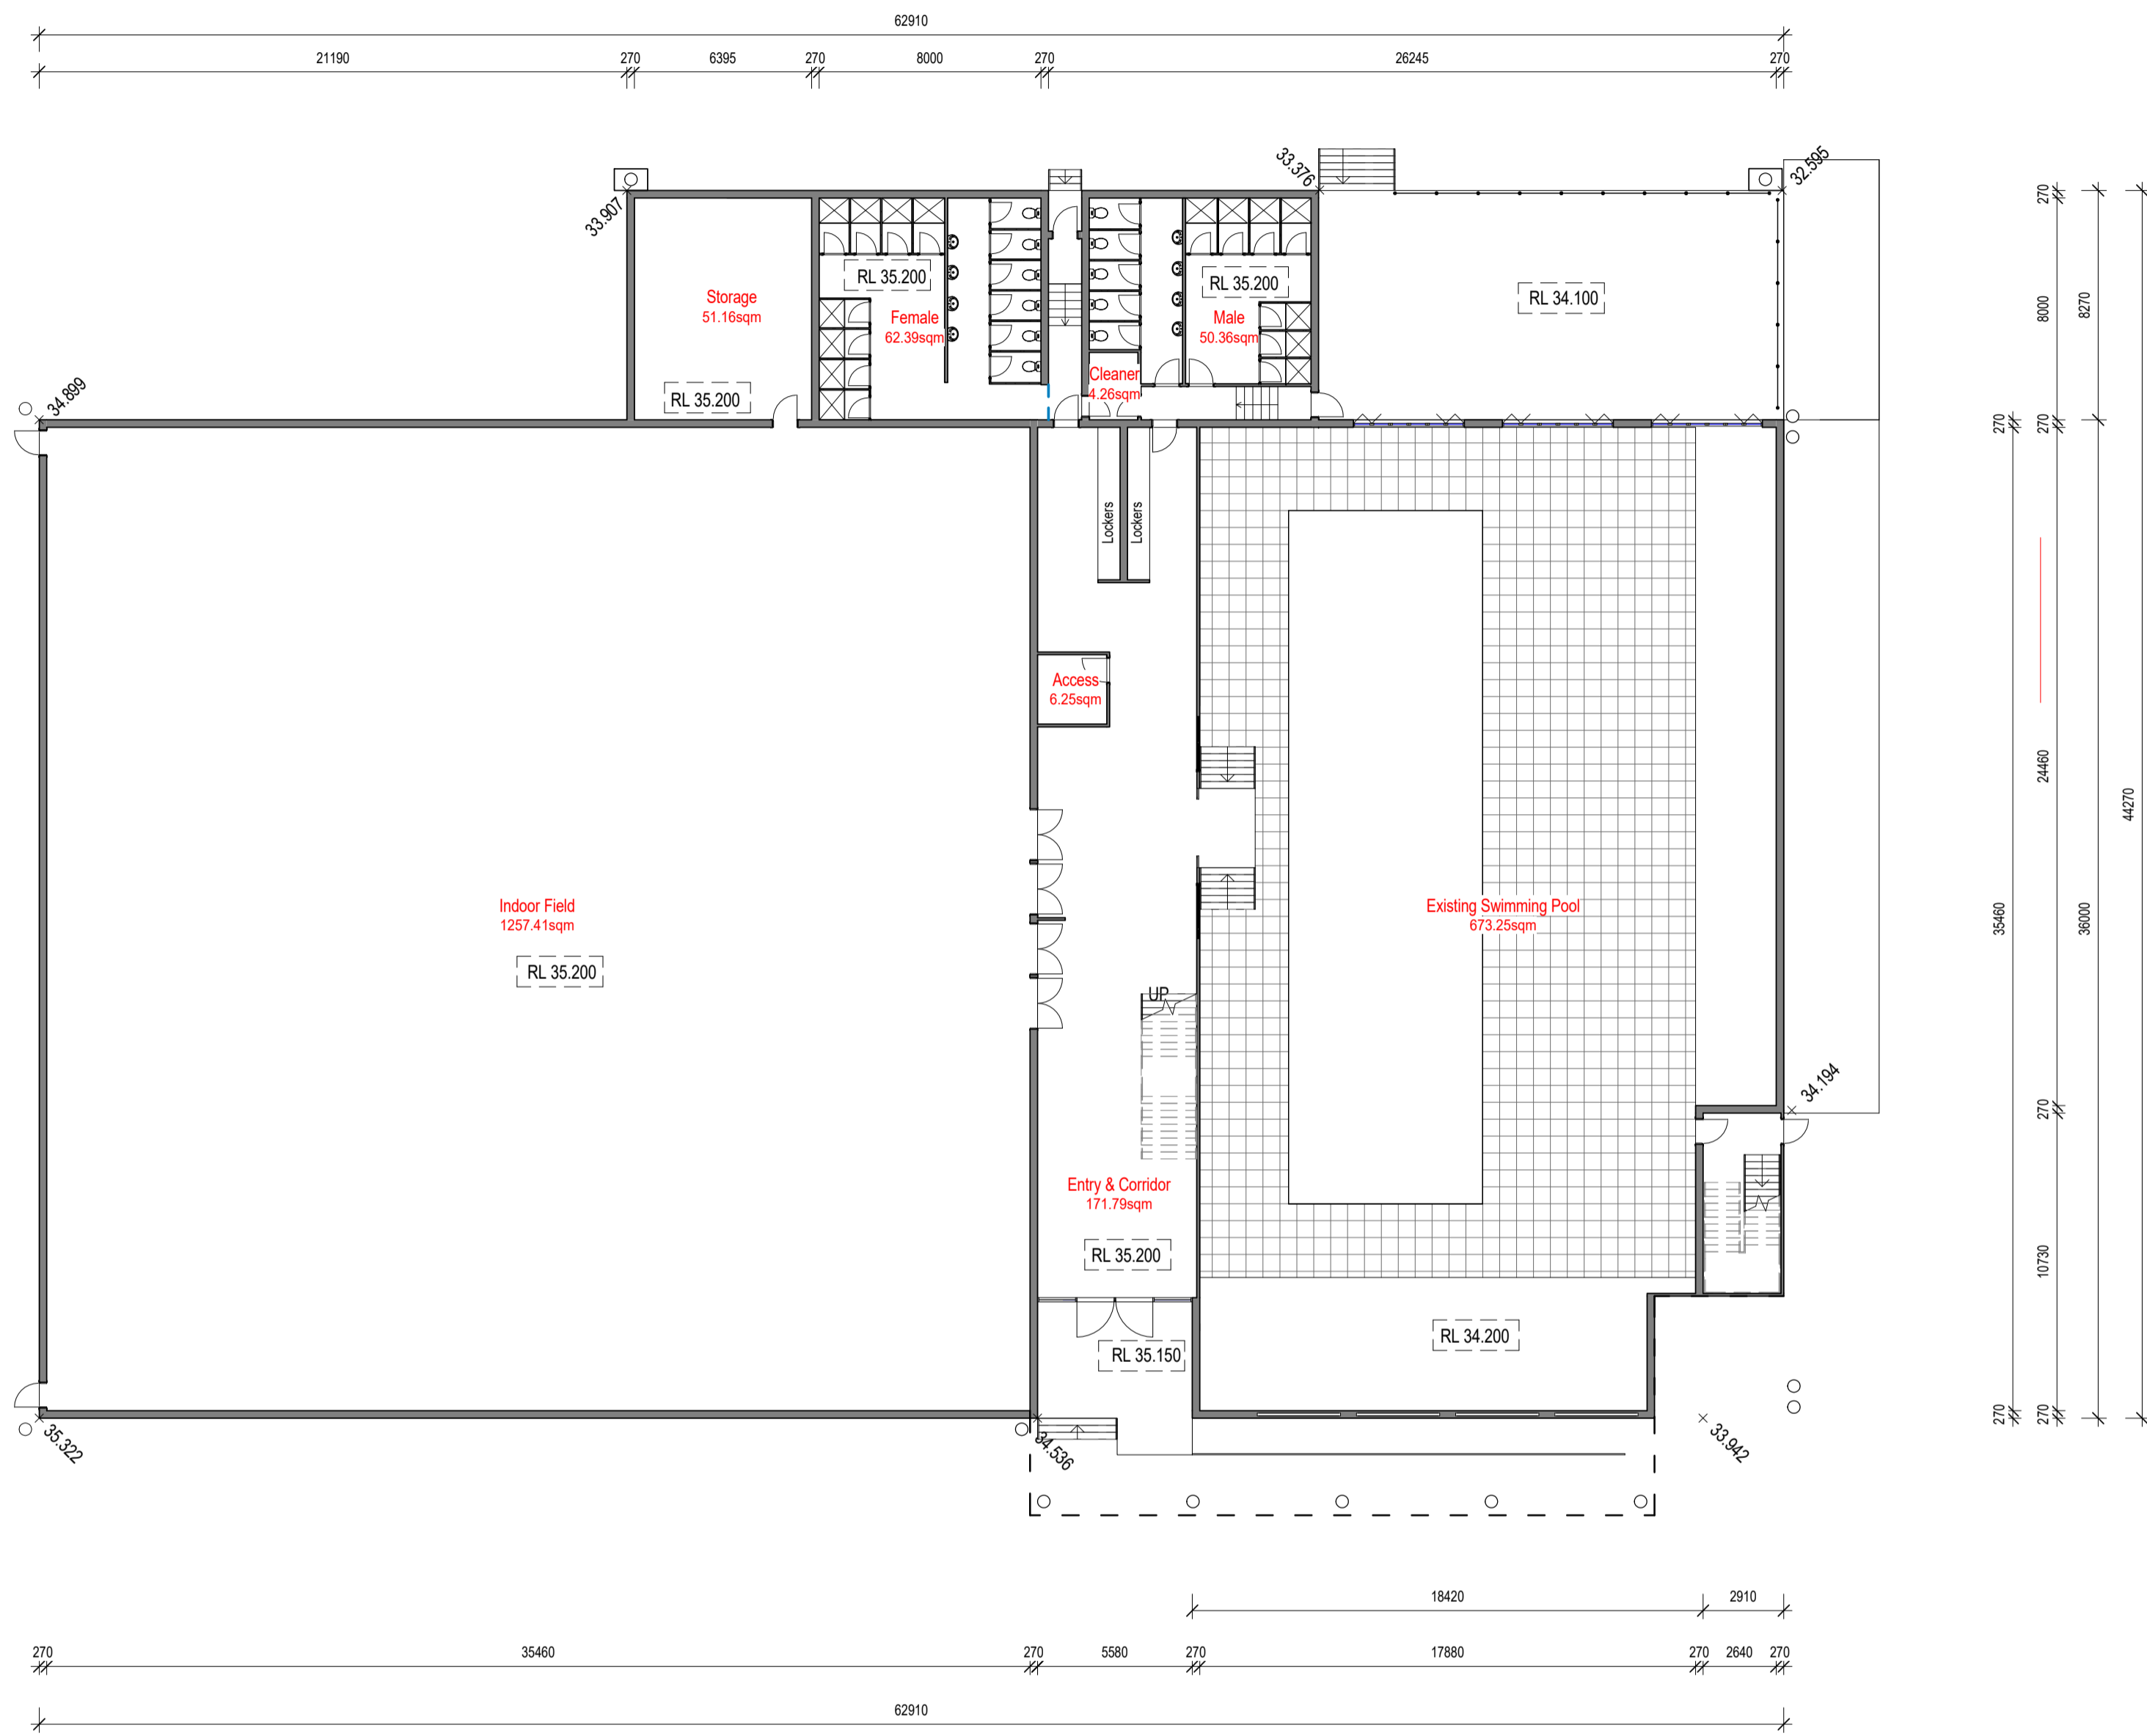 62910
21190 270 6395 270 8000 270 26245 270
33.907
33.376
32.595
270
8000
8270
Storage
51.16sqm
RL 35.200
RL 35.200
Female
62.39sqm
RL 35.200
Male
50.36sqm
Cleaner
4.26sqm
RL 34.100
34.899
270
270
Lockers
Lockers
Access
6.25sqm
24460
44270
Indoor Field
1257.41sqm
RL 35.200
Existing Swimming Pool
673.25sqm
35460
36000
UP
34.194
270
Entry & Corridor
171.79sqm
RL 35.200
10730
RL 35.150
RL 34.200
270
270
35.322
34.536
33.942
18420 2910
270 35460 270 5580 270 17880 270 2640 270
62910